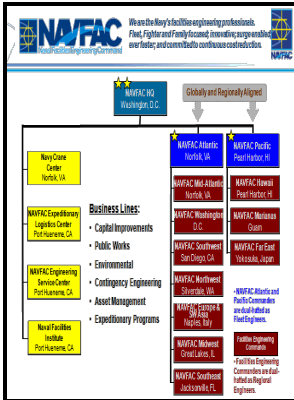 NAVFAC
Naval Facilities Engineering Command
We are the Navy's facilities engineering professionals.
Fleet, Fighter and Family focused; innovative; surge enabled;
ever faster; and committed to continuous cost reduction.
NAVFAC HQ
Washington, D.C.
Globally and Regionally Aligned
Navy Crane
Center
Norfolk, VA
NAVFAC Expeditionary
Logistics Center
Port Hueneme, CA
NAVFAC Engineering
Service Center
Port Hueneme, CA
Naval Facilities
Institute
Port Hueneme, CA
Business Lines:
• Capital Improvements
• Public Works
• Environmental
• Contingency Engineering
• Asset Management
• Expeditionary Programs
NAVFAC Atlantic
Norfolk, VA
NAVFAC Mid-Atlantic
Norfolk, VA
NAVFAC Washington
D.C.
NAVFAC Southwest
San Diego, CA
NAVFAC Northwest
Silverdale, WA
NAVFAC Europe &
SW Asia
Naples, Italy
NAVFAC Midwest
Great Lakes, IL
NAVFAC Southeast
Jacksonville, FL
NAVFAC Pacific
Pearl Harbor, HI
NAVFAC Hawaii
Pearl Harbor, HI
NAVFAC Marianas
Guam
NAVFAC Far East
Yokosuka, Japan
• NAVFAC Atlantic and
Pacific Commanders
are dual-hatted as
Fleet Engineers.
Facilities Engineering
Commands
• Facilities Engineering
Commanders are dual-
hatted as Regional
Engineers.